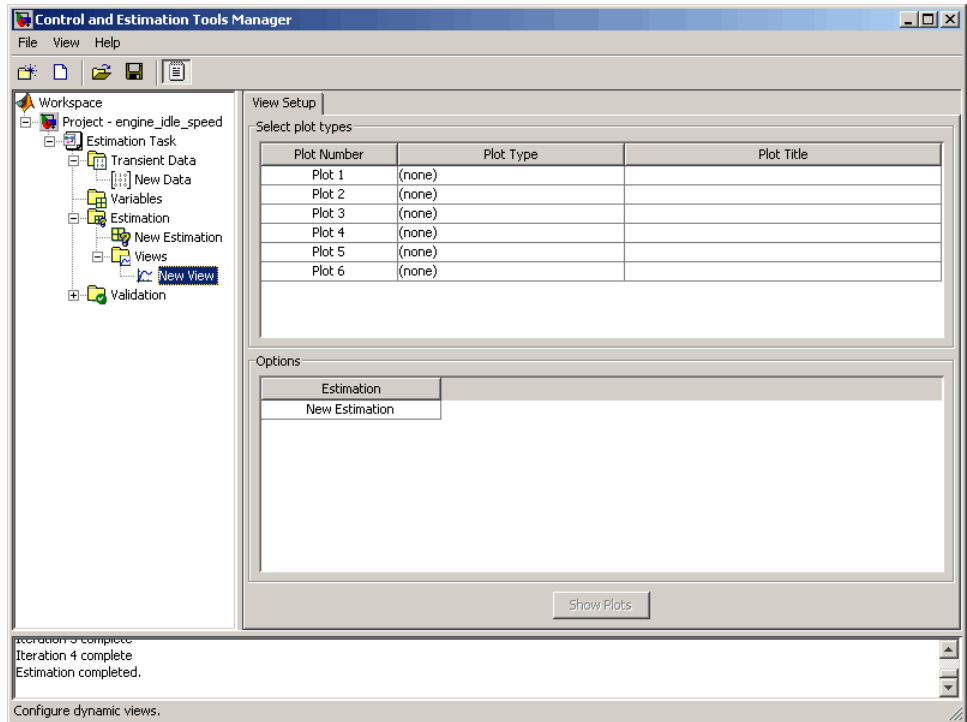 Control and Estimation Tools Manager
File View Help
Workspace
Project - engine_idle_speed
Estimation Task
Transient Data
New Data
Variables
Estimation
New Estimation
Views
New View
Validation
View Setup
Select plot types
Plot Number Plot Type Plot Title
Plot 1 (none)
Plot 2 (none)
Plot 3 (none)
Plot 4 (none)
Plot 5 (none)
Plot 6 (none)
Options
Estimation
New Estimation
Show Plots
Iteration 3 complete
Iteration 4 complete
Estimation completed.
Configure dynamic views.